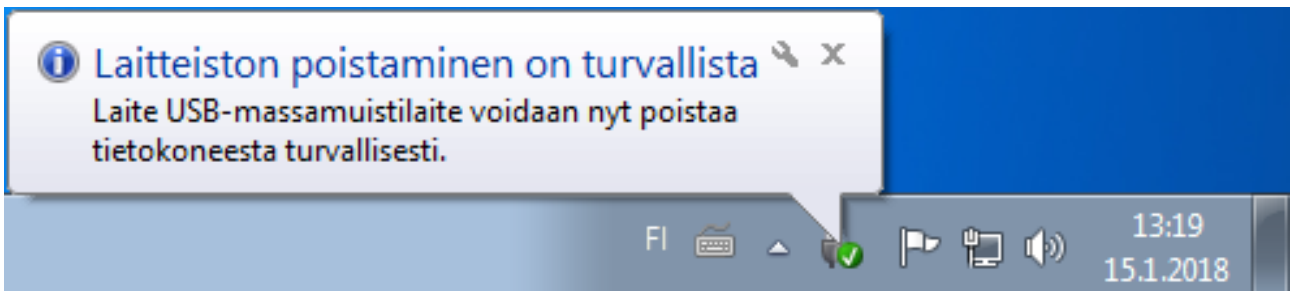 Laitteiston poistaminen on turvallista
Laite USB-massamuistilaite voidaan nyt poistaa
tietokoneesta turvallisesti.
FI
13:19
15.1.2018